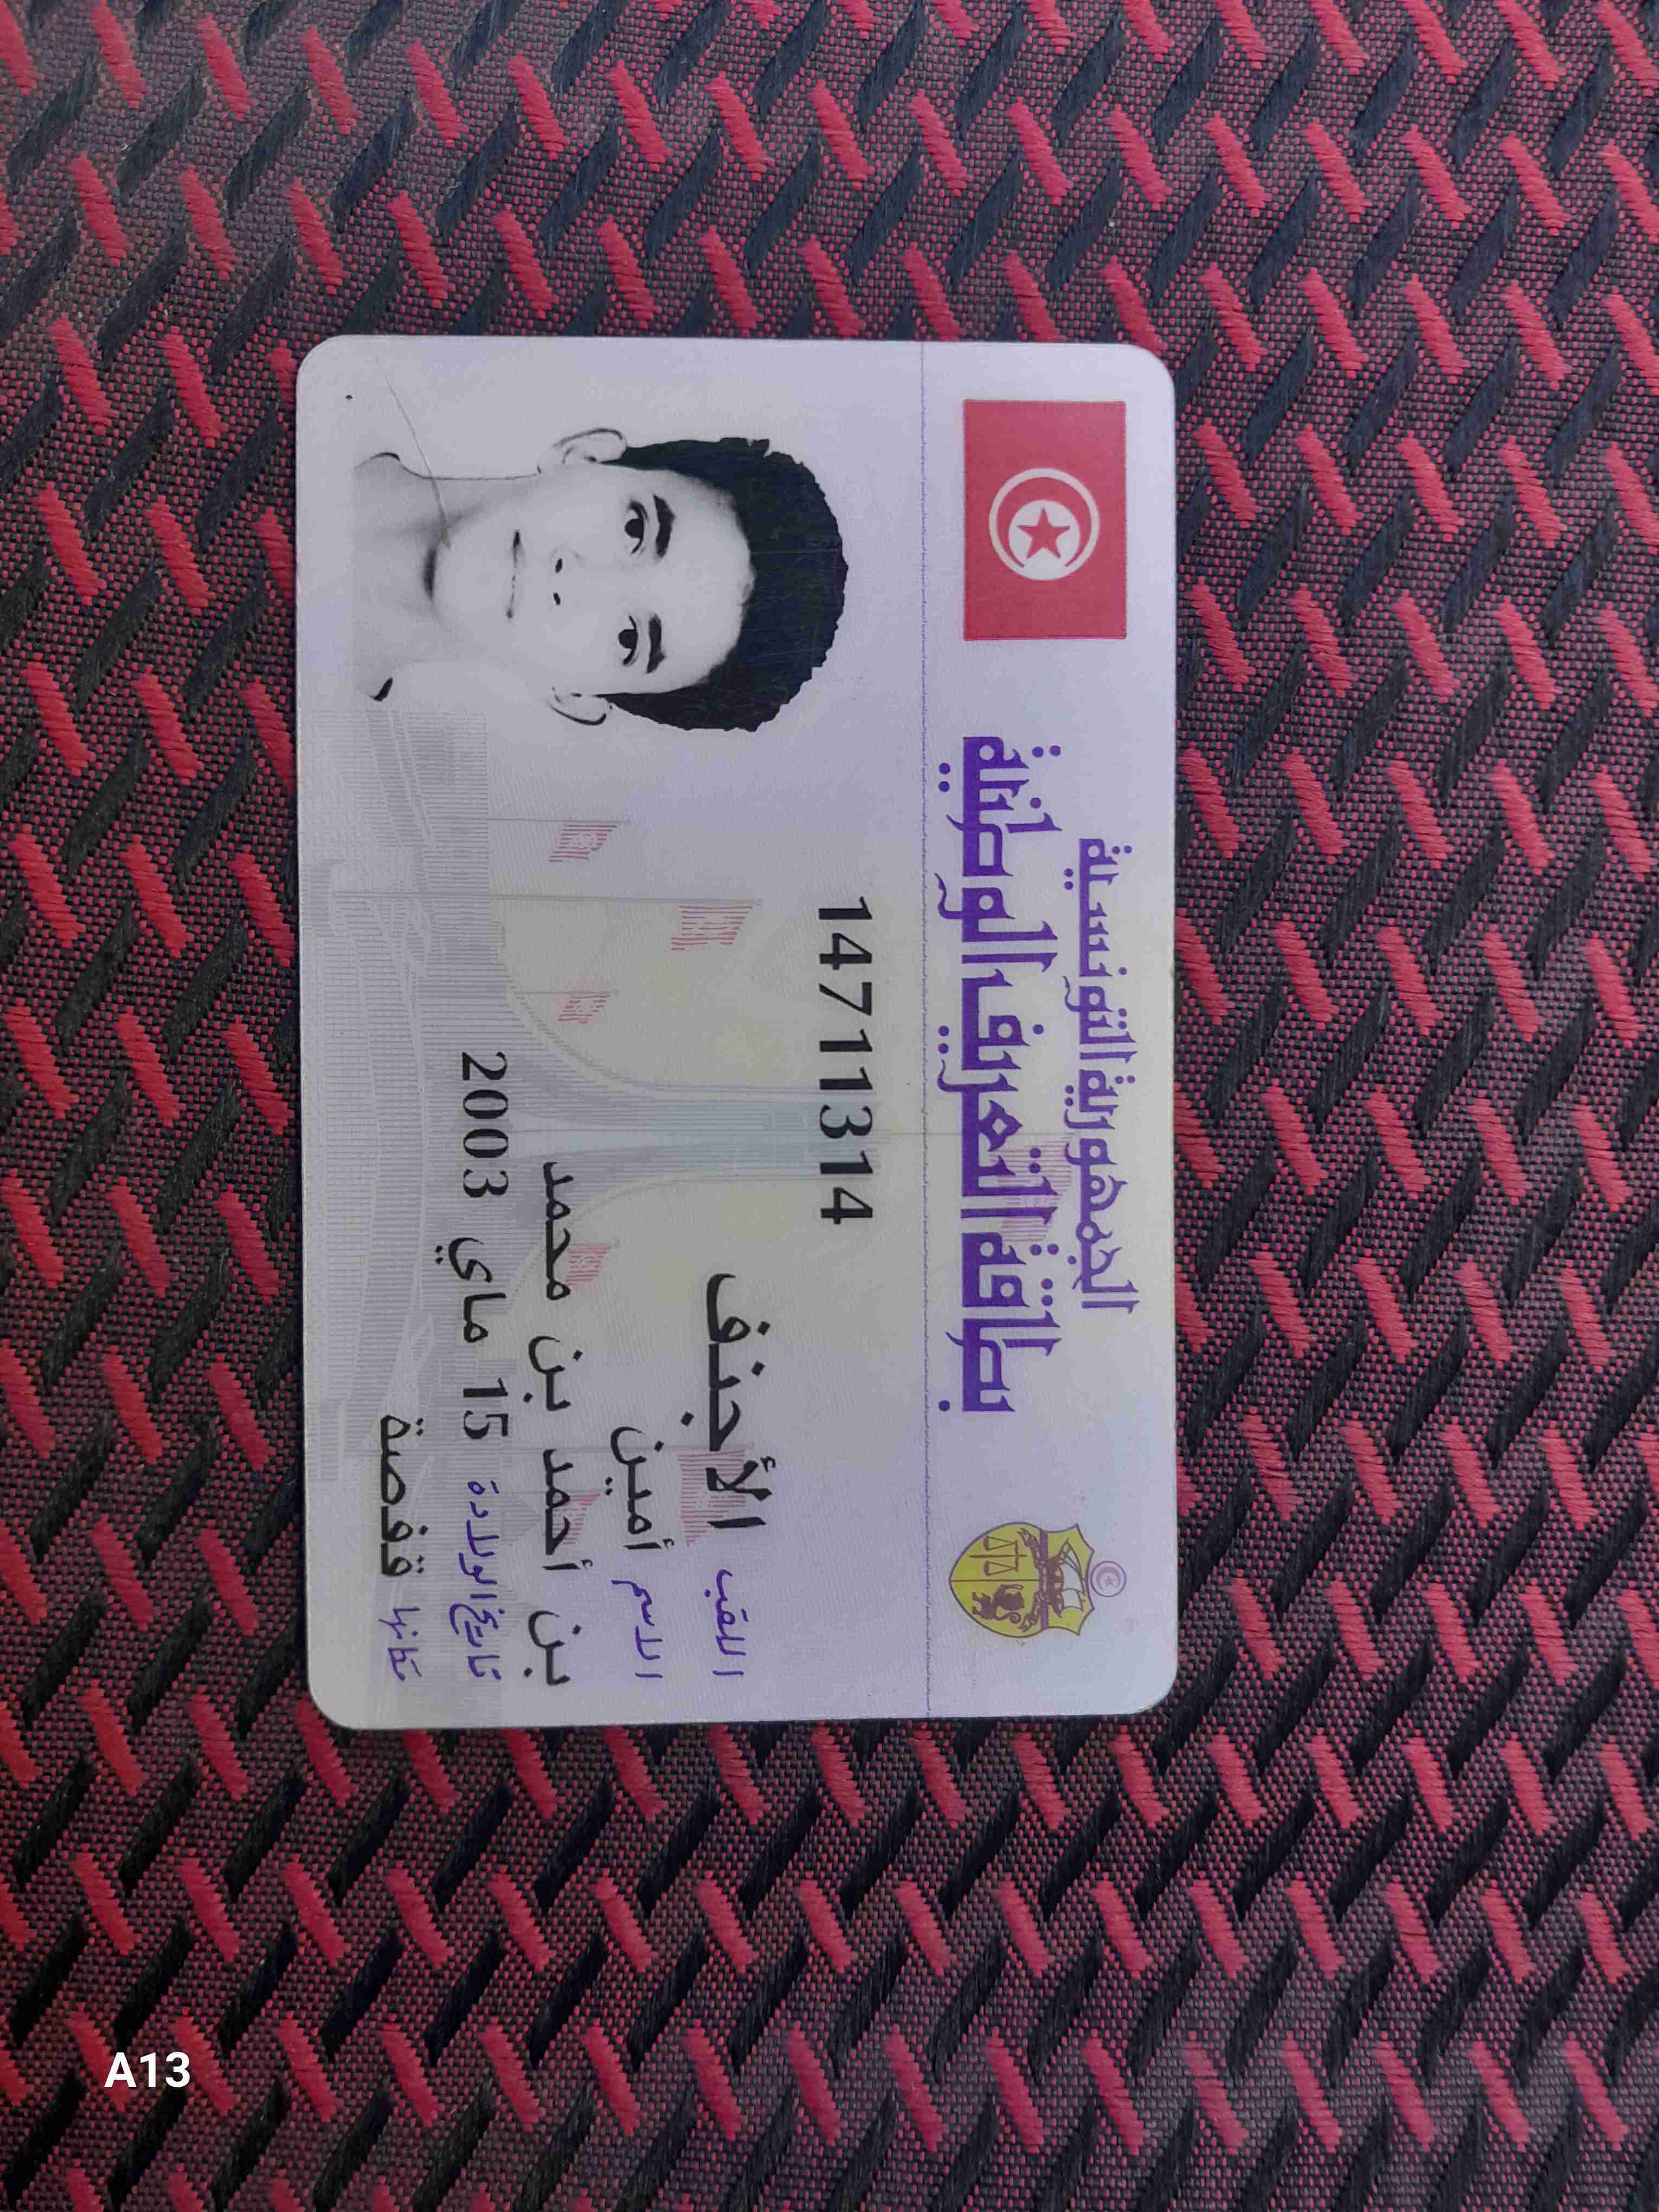 الجمهورية التونسية
بطاقة التعريف الوطنية
14711314
اللقب الأجنف
الاسم أمين
بن أحمد بن محمد
تاريخ الولادة 15 ماي 2003
مكانها قفصة
A13